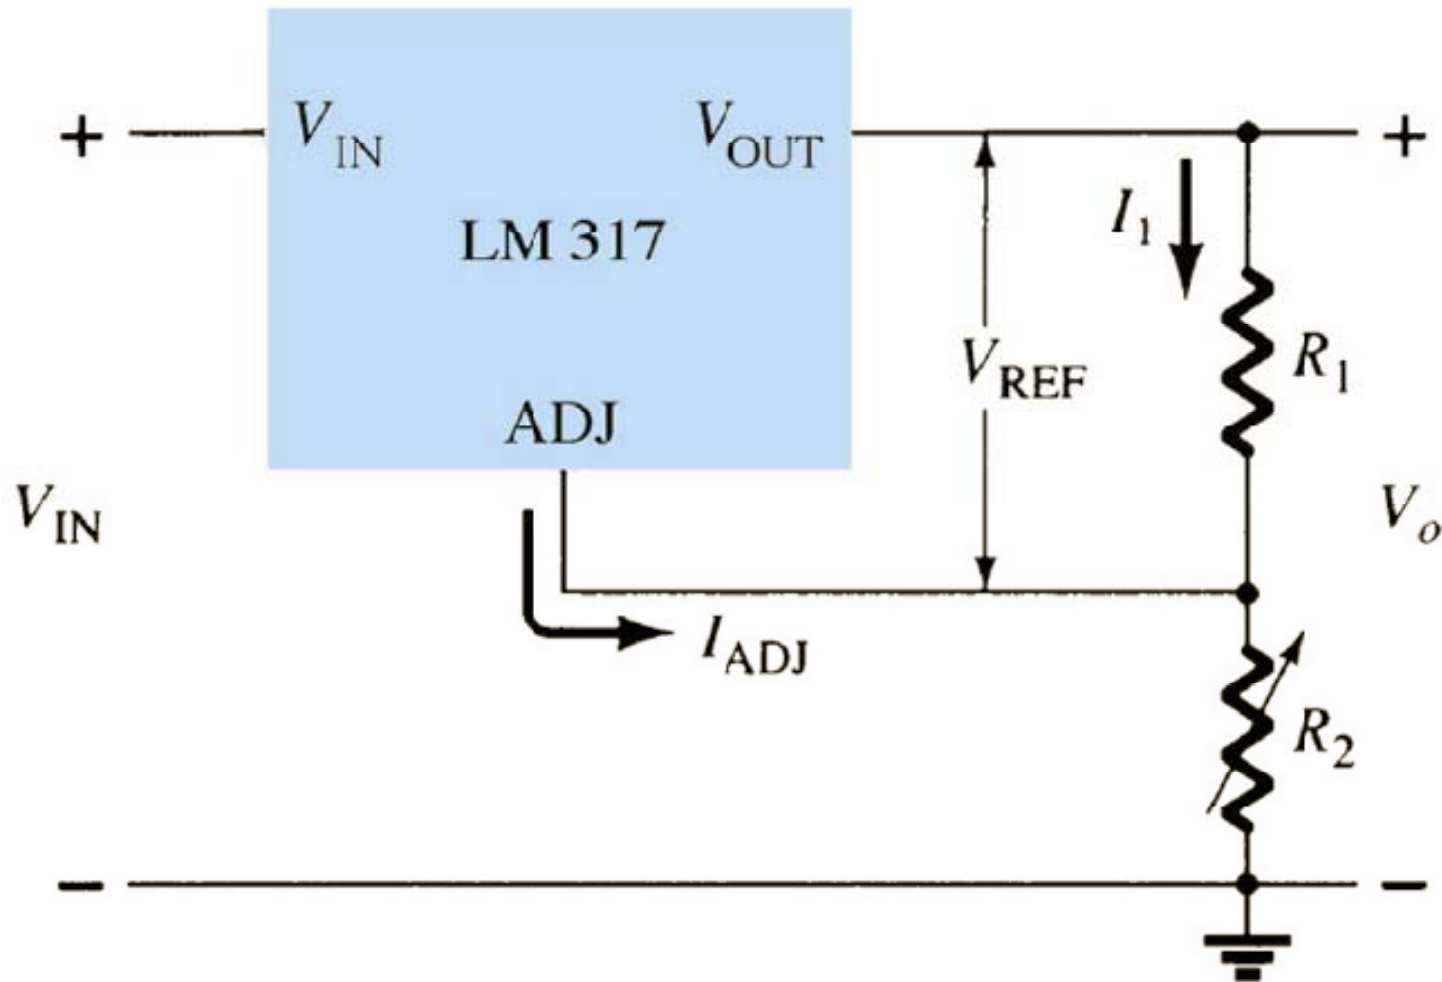 + V_IN V_OUT +
I_1
LM 317
R_1
V_REF
ADJ
V_IN V_o
I_ADJ
R_2
− −